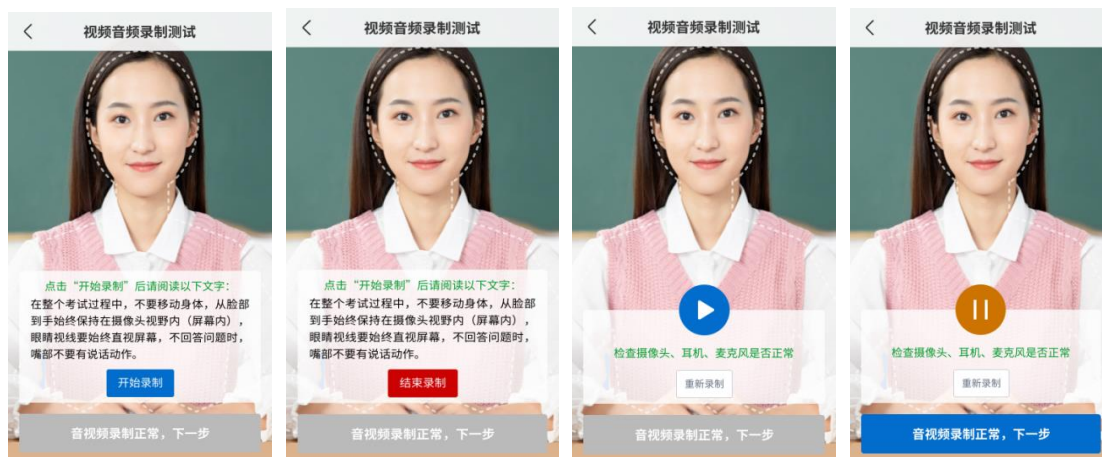 视频音频录制测试
点击“开始录制”后请阅读以下文字：
在整个考试过程中，不要移动身体，从脸部
到手始终保持在摄像头视野内（屏幕内），
眼睛视线要始终直视屏幕，不回答问题时，
嘴部不要有说话动作。
开始录制
音视频录制正常，下一步
视频音频录制测试
点击“开始录制”后请阅读以下文字：
在整个考试过程中，不要移动身体，从脸部
到手始终保持在摄像头视野内（屏幕内），
眼睛视线要始终直视屏幕，不回答问题时，
嘴部不要有说话动作。
结束录制
音视频录制正常，下一步
视频音频录制测试
检查摄像头、耳机、麦克风是否正常
重新录制
音视频录制正常，下一步
视频音频录制测试
检查摄像头、耳机、麦克风是否正常
重新录制
音视频录制正常，下一步